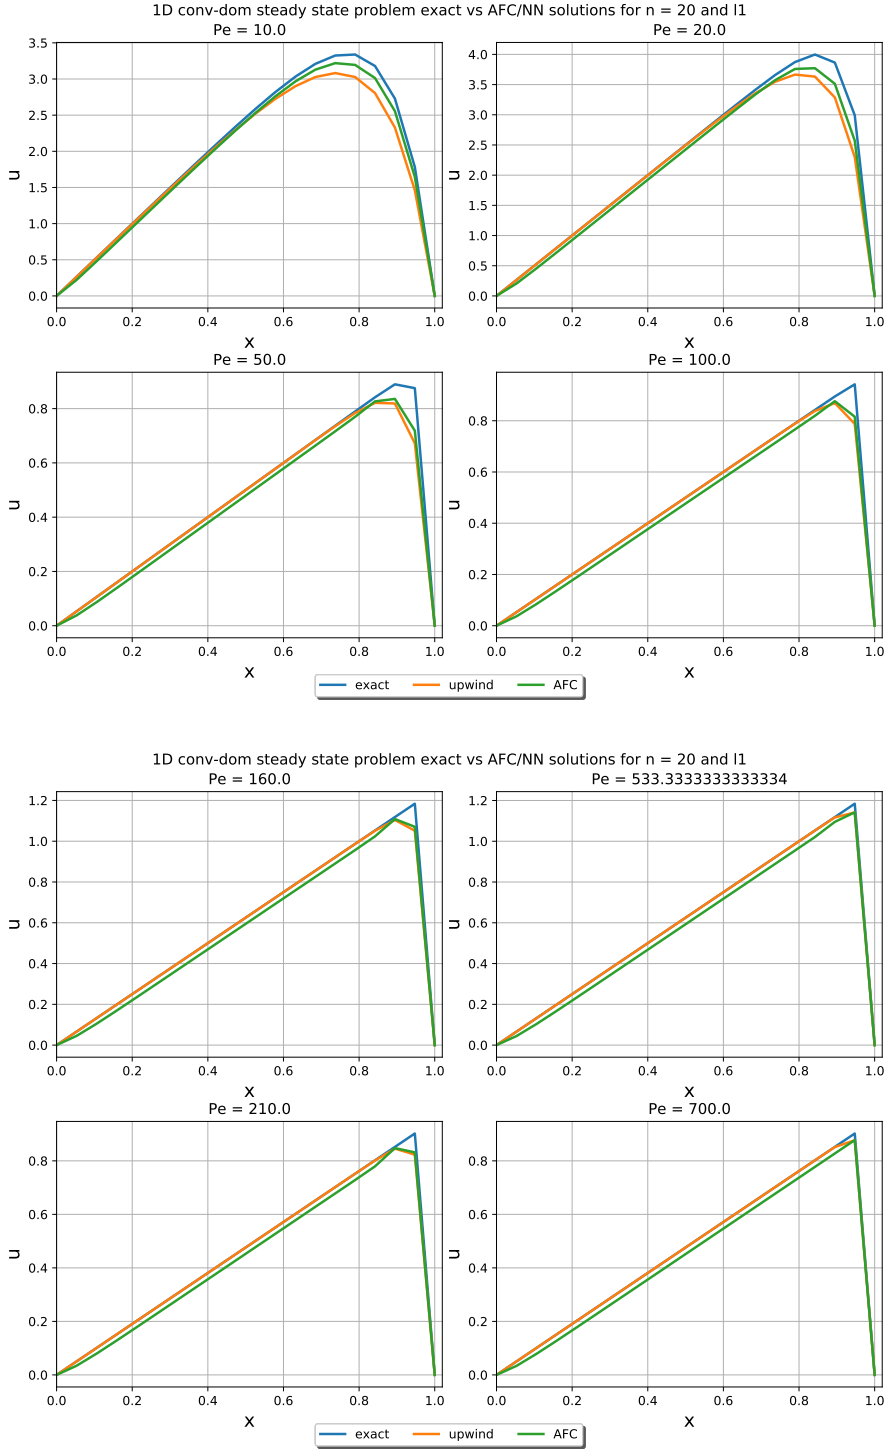 1D conv-dom steady state problem exact vs AFC/NN solutions for n = 20 and l1
Pe = 10.0
Pe = 20.0
3.5
3.0
2.5
2.0
1.5
1.0
0.5
0.0
u
0.0 0.2 0.4 0.6 0.8 1.0
x
4.0
3.5
3.0
2.5
2.0
1.5
1.0
0.5
0.0
u
0.0 0.2 0.4 0.6 0.8 1.0
x
Pe = 50.0
Pe = 100.0
0.8
0.6
0.4
0.2
0.0
u
0.0 0.2 0.4 0.6 0.8 1.0
x
0.8
0.6
0.4
0.2
0.0
u
0.0 0.2 0.4 0.6 0.8 1.0
x
exact upwind AFC
1D conv-dom steady state problem exact vs AFC/NN solutions for n = 20 and l1
Pe = 160.0
Pe = 533.3333333333334
1.2
1.0
0.8
0.6
0.4
0.2
0.0
u
0.0 0.2 0.4 0.6 0.8 1.0
x
1.2
1.0
0.8
0.6
0.4
0.2
0.0
u
0.0 0.2 0.4 0.6 0.8 1.0
x
Pe = 210.0
Pe = 700.0
0.8
0.6
0.4
0.2
0.0
u
0.0 0.2 0.4 0.6 0.8 1.0
x
0.8
0.6
0.4
0.2
0.0
u
0.0 0.2 0.4 0.6 0.8 1.0
x
exact upwind AFC